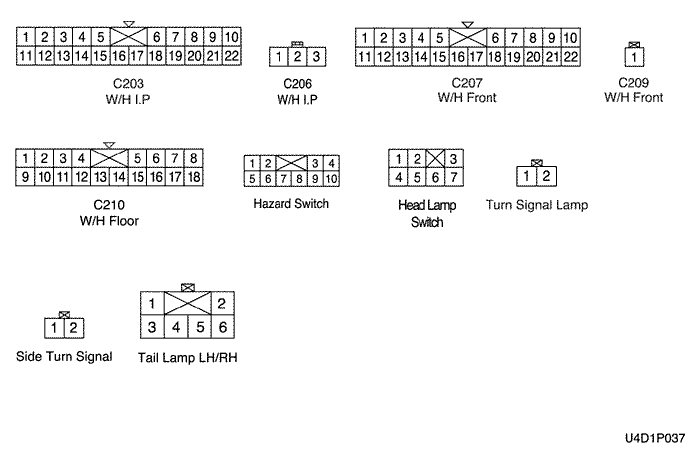 1 2 3 4 5 6 7 8 9 10
11 12 13 14 15 16 17 18 19 20 21 22
C203
W/H I.P
1 2 3
C206
W/H I.P
1 2 3 4 5 6 7 8 9 10
11 12 13 14 15 16 17 18 19 20 21 22
C207
W/H Front
1
C209
W/H Front
1 2 3 4 5 6 7 8
9 10 11 12 13 14 15 16 17 18
C210
W/H Floor
1 2 3 4
5 6 7 8 9 10
Hazard Switch
1 2 3
4 5 6 7
Head Lamp
Switch
1 2
Turn Signal Lamp
1 2
Side Turn Signal
1 2
3 4 5 6
Tail Lamp LH/RH
U4D1P037